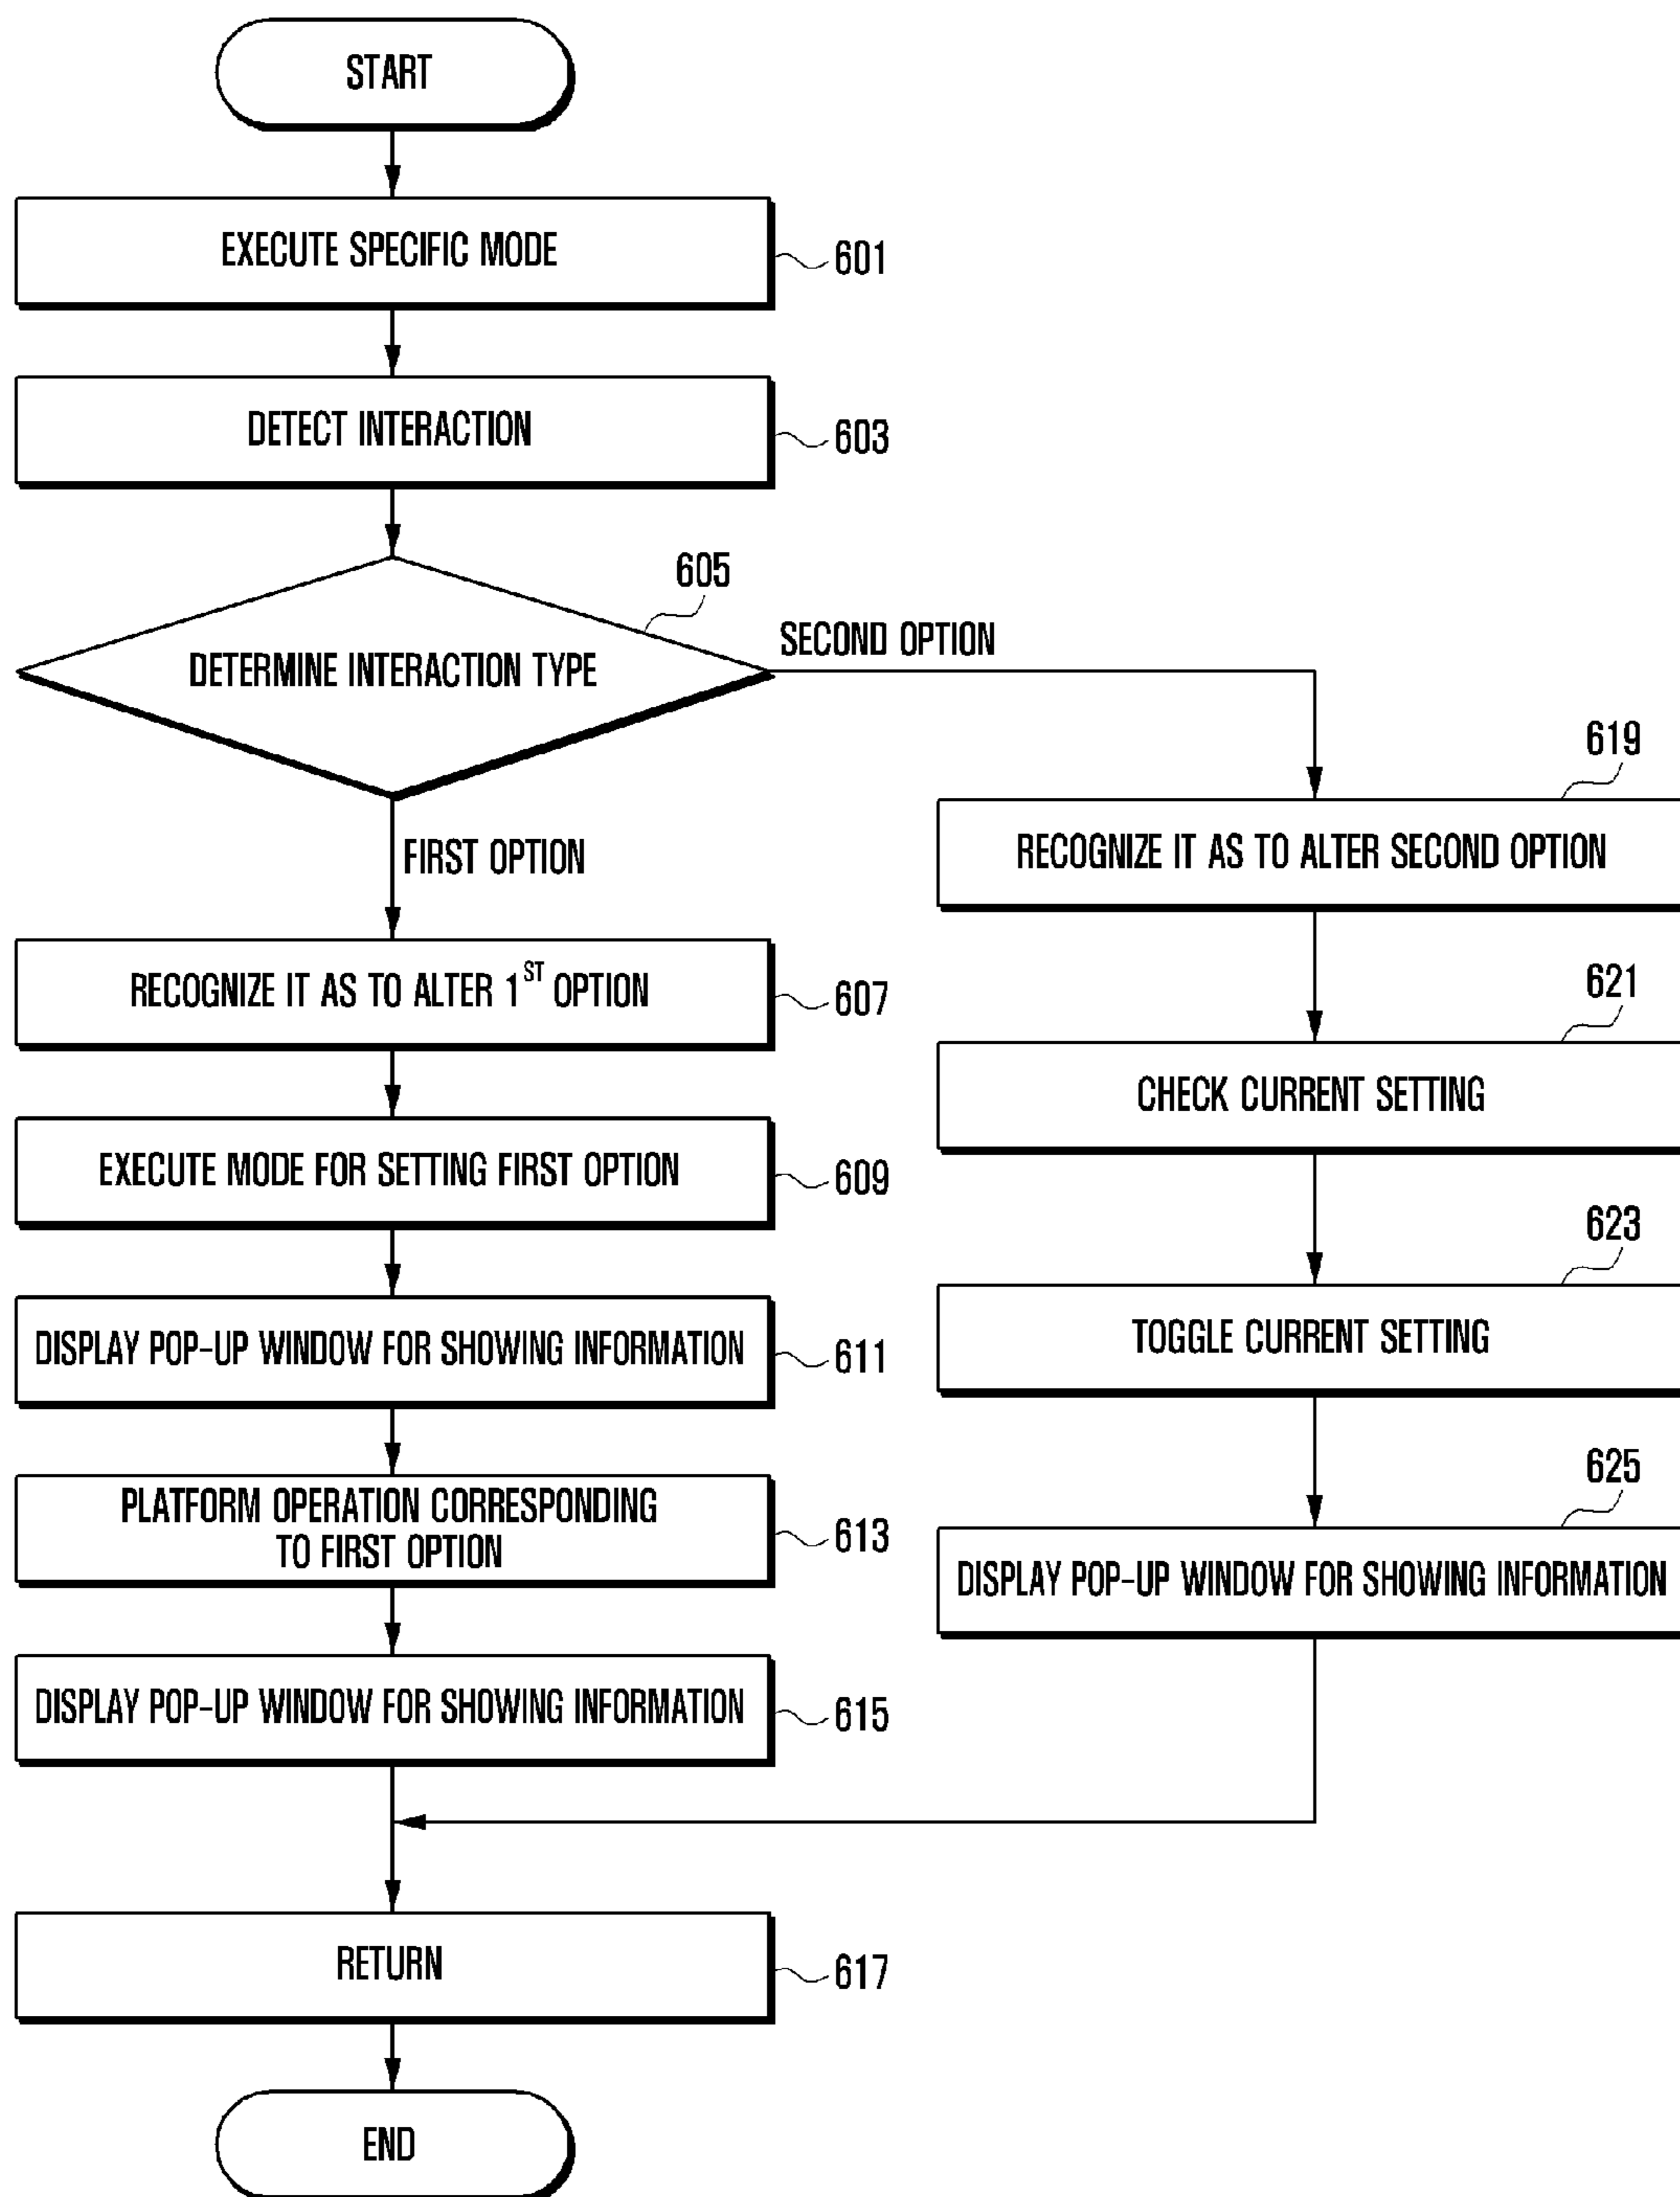 START
EXECUTE SPECIFIC MODE
601
DETECT INTERACTION
603
605
DETERMINE INTERACTION TYPE
SECOND OPTION
FIRST OPTION
RECOGNIZE IT AS TO ALTER 1ST OPTION
607
EXECUTE MODE FOR SETTING FIRST OPTION
609
DISPLAY POP-UP WINDOW FOR SHOWING INFORMATION
611
PLATFORM OPERATION CORRESPONDING
TO FIRST OPTION
613
DISPLAY POP-UP WINDOW FOR SHOWING INFORMATION
615
619
RECOGNIZE IT AS TO ALTER SECOND OPTION
621
CHECK CURRENT SETTING
623
TOGGLE CURRENT SETTING
625
DISPLAY POP-UP WINDOW FOR SHOWING INFORMATION
RETURN
617
END